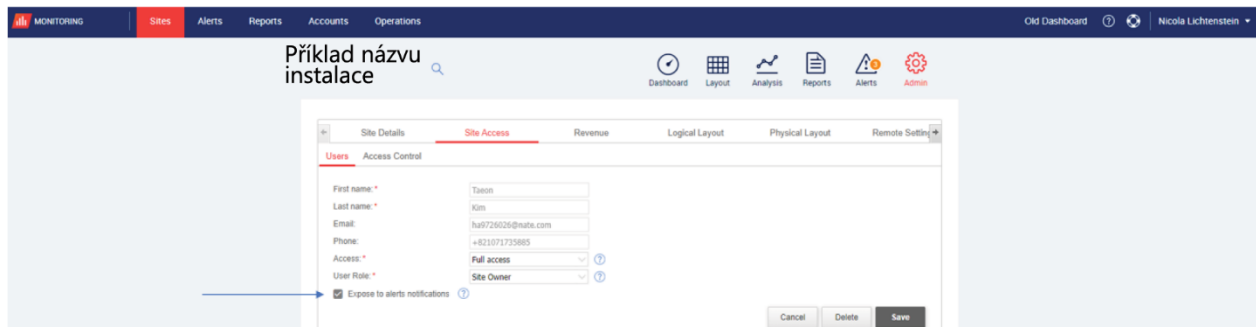 MONITORING Sites Alerts Reports Accounts Operations Old Dashboard ? Nicola Lichtenstein
Příklad názvu
instalace
3
Dashboard Layout Analysis Reports Alerts Admin
Site Details Site Access Revenue Logical Layout Physical Layout Remote Setting
Users Access Control
First name:* Taeon
Last name:* Kim
Email: ha9726026@nate.com
Phone: +821071735885
Access:* Full access ?
User Role:* Site Owner ?
Expose to alerts notifications ?
Cancel Delete Save